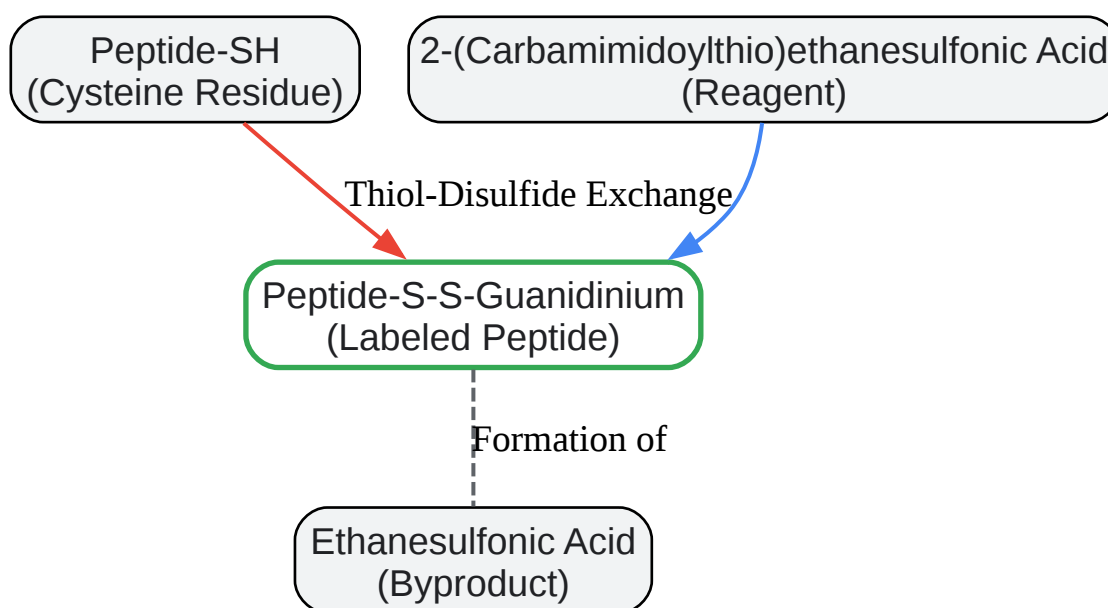 Peptide-SH
(Cysteine Residue)
2-(Carbamimidoylthio)ethanesulfonic Acid
(Reagent)
Thiol-Disulfide Exchange
Peptide-S-S-Guanidinium
(Labeled Peptide)
Formation of
Ethanesulfonic Acid
(Byproduct)